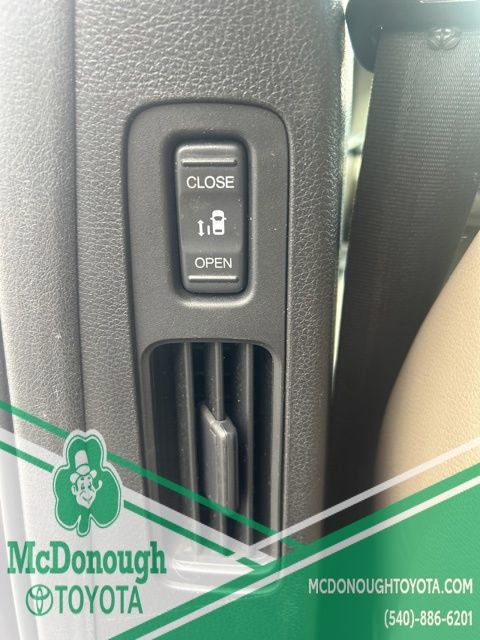 CLOSE
OPEN
McDonough
TOYOTA
MCDONOUGHTOYOTA.COM
(540)-886-6201